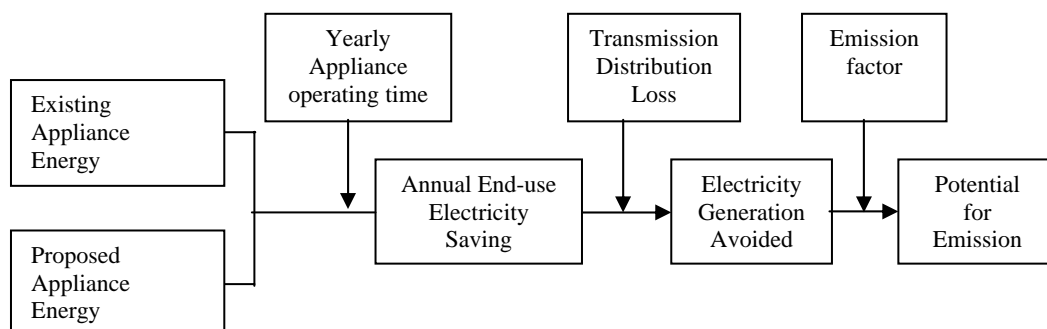 Yearly
Appliance
operating time
Transmission
Distribution
Loss
Emission
factor
Existing
Appliance
Energy
Annual End-use
Electricity
Saving
Electricity
Generation
Avoided
Potential
for
Emission
Proposed
Appliance
Energy